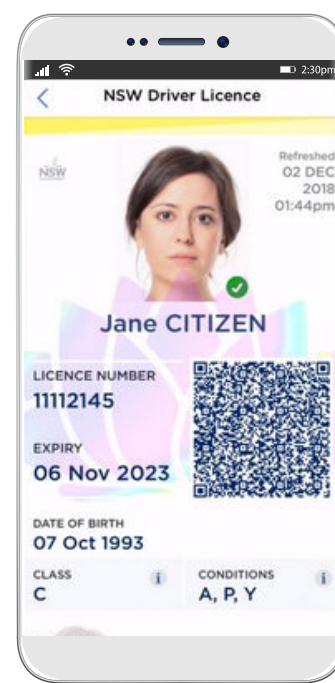 2:30pm
NSW Driver Licence
NSW
Refreshed
02 DEC
2018
01:44pm
Jane CITIZEN
LICENCE NUMBER
11112145
EXPIRY
06 Nov 2023
DATE OF BIRTH
07 Oct 1993
CLASS
C
CONDITIONS
A, P, Y